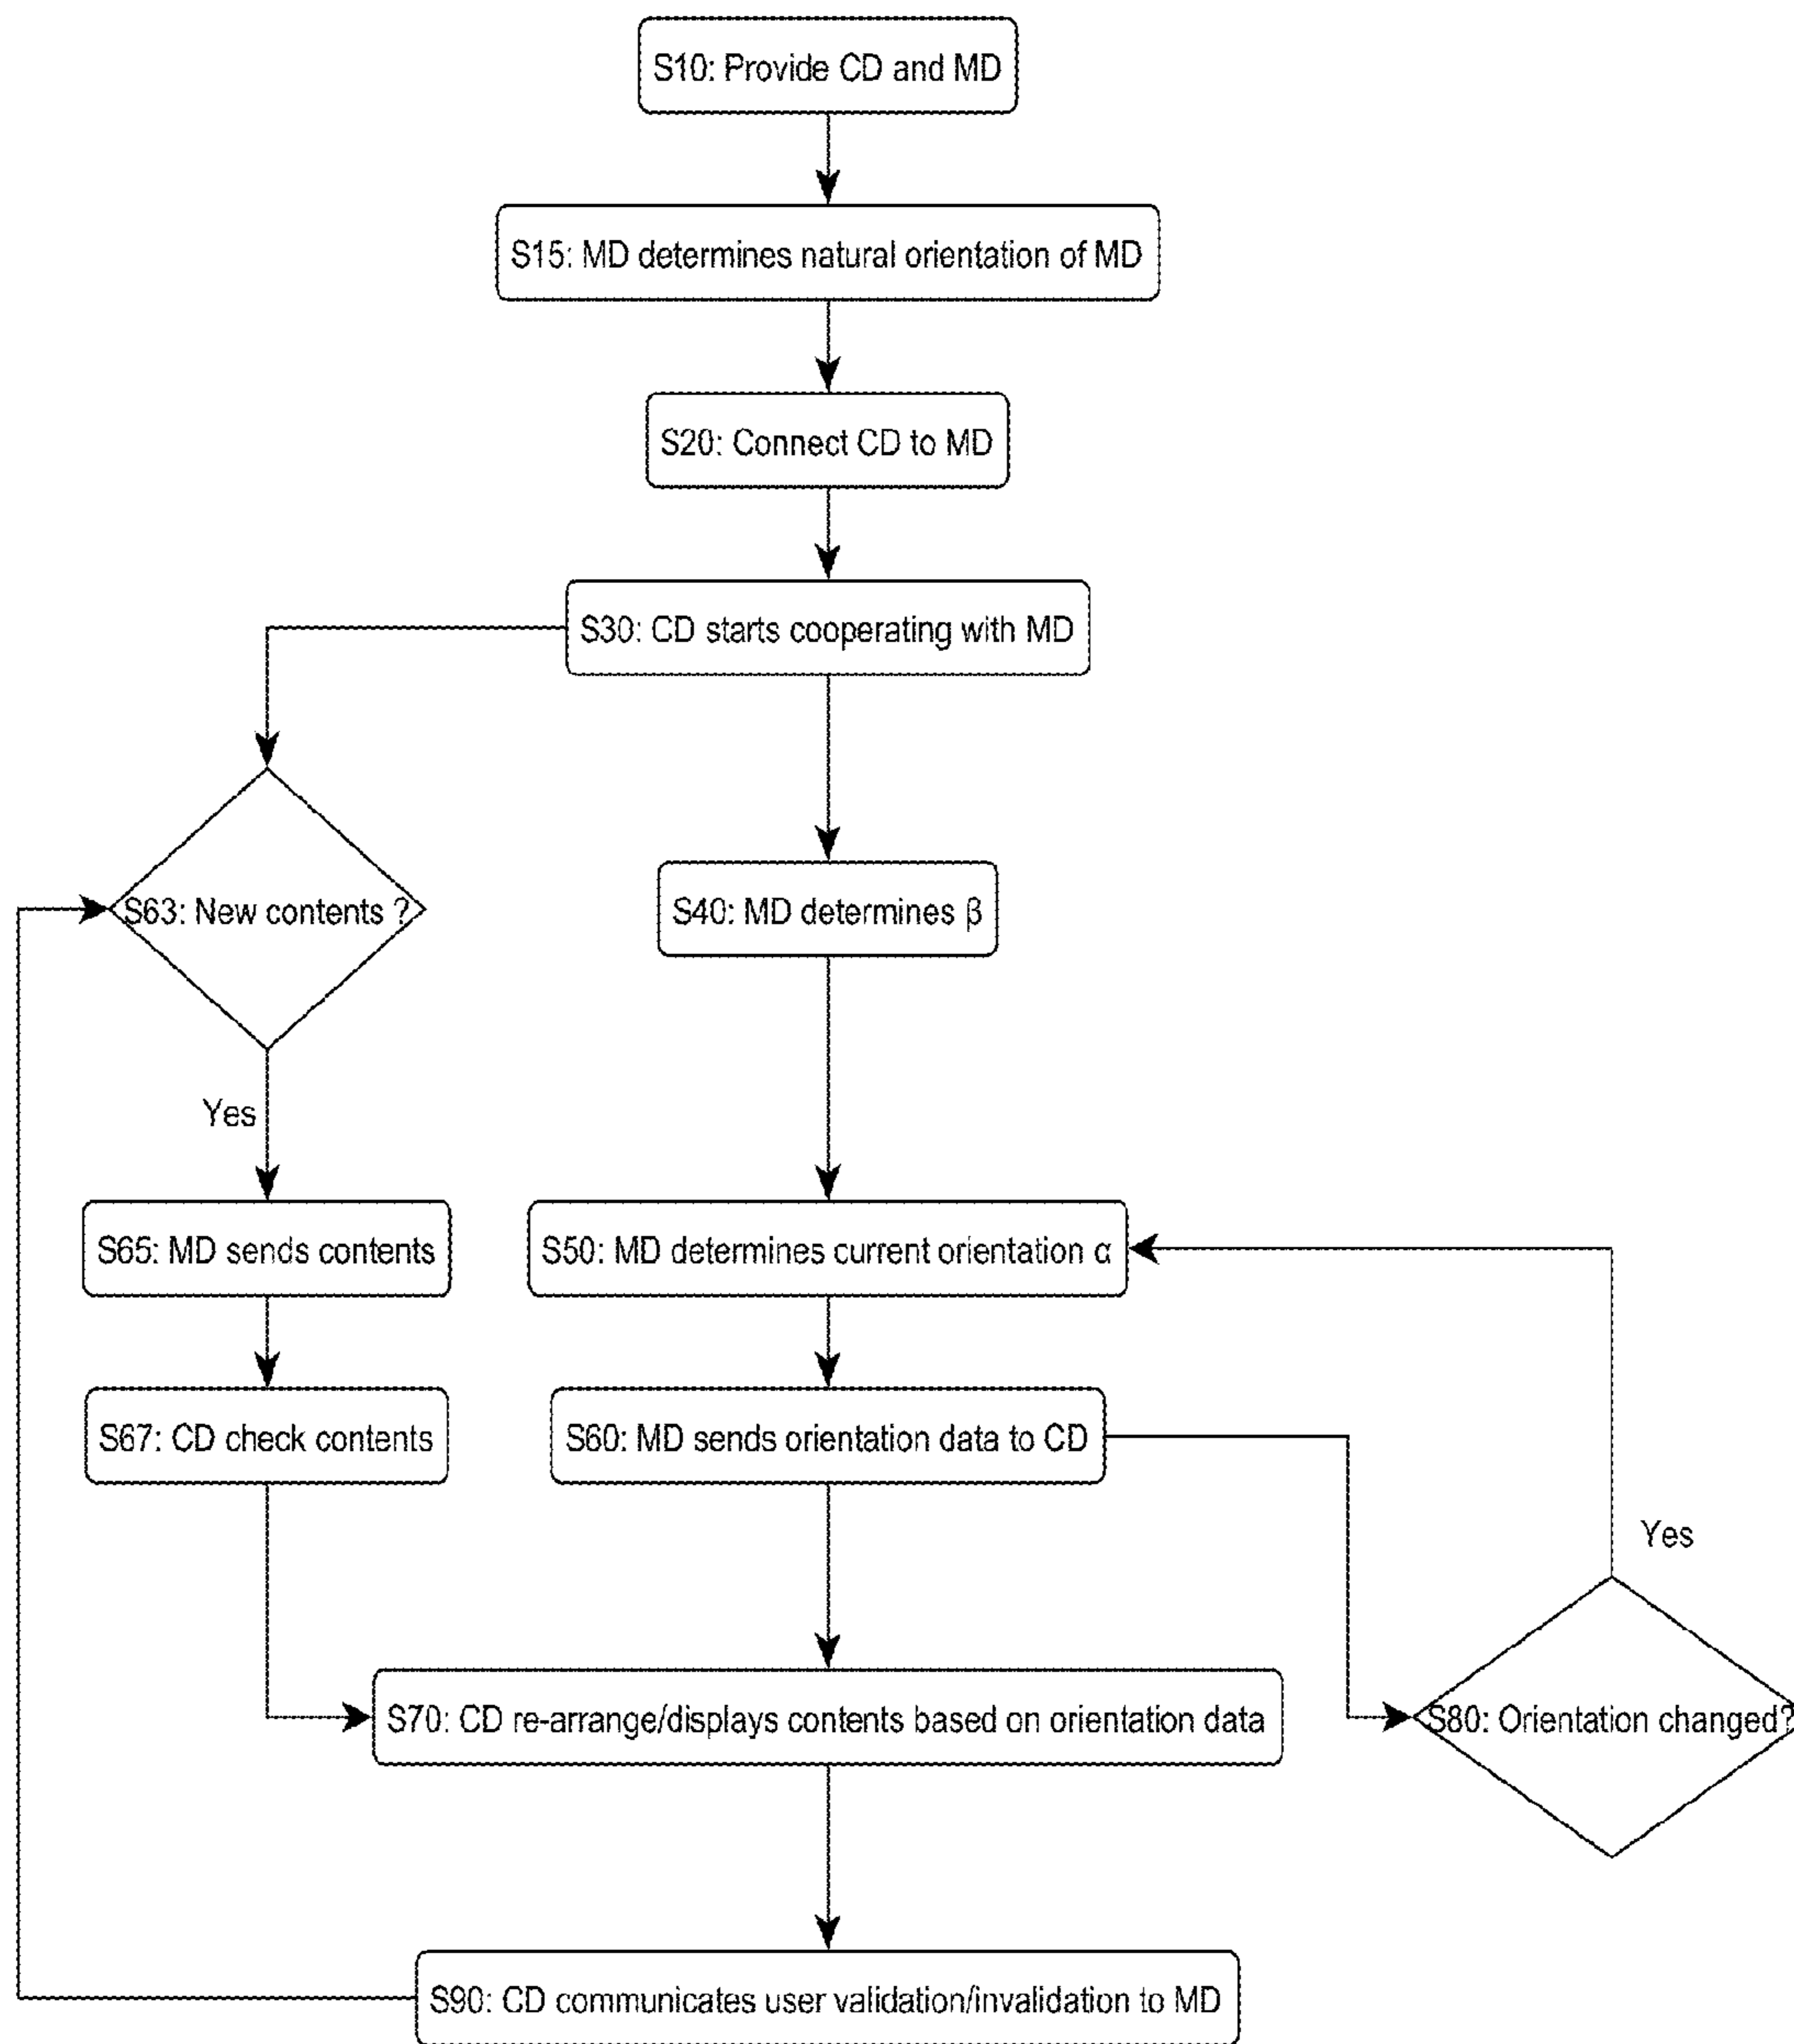 S10: Provide CD and MD
S15: MD determines natural orientation of MD
S20: Connect CD to MD
S30: CD starts cooperating with MD
S63: New contents ?
S40: MD determines β
Yes
S65: MD sends contents
S50: MD determines current orientation α
S67: CD check contents
S60: MD sends orientation data to CD
Yes
S70: CD re-arrange/displays contents based on orientation data
S80: Orientation changed?
S90: CD communicates user validation/invalidation to MD